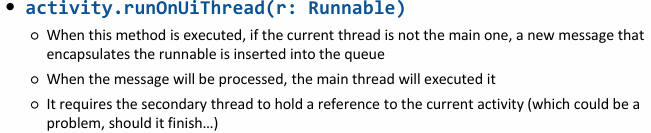 • activity.runOnUiThread(r: Runnable)
○ When this method is executed, if the current thread is not the main one, a new message that
encapsulates the runnable is inserted into the queue
○ When the message will be processed, the main thread will executed it
○ It requires the secondary thread to hold a reference to the current activity (which could be a
problem, should it finish…)